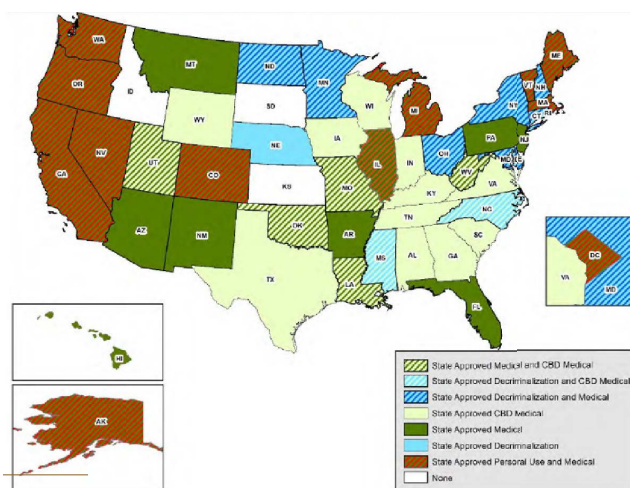 WA
OR
CA
NV
ID
MT
WY
UT
CO
AZ
NM
ND
SD
NE
KS
OK
TX
MN
IA
MO
AR
LA
WI
IL
MI
IN
OH
KY
TN
MS
AL
GA
FL
SC
NC
VA
WV
PA
NY
NJ
MD
DE
CT
RI
MA
VT
NH
ME
DC
VA
MD
HI
AK
State Approved Medical and CBD Medical
State Approved Decriminalization and CBD Medical
State Approved Decriminalization and Medical
State Approved CBD Medical
State Approved Medical
State Approved Decriminalization
State Approved Personal Use and Medical
None